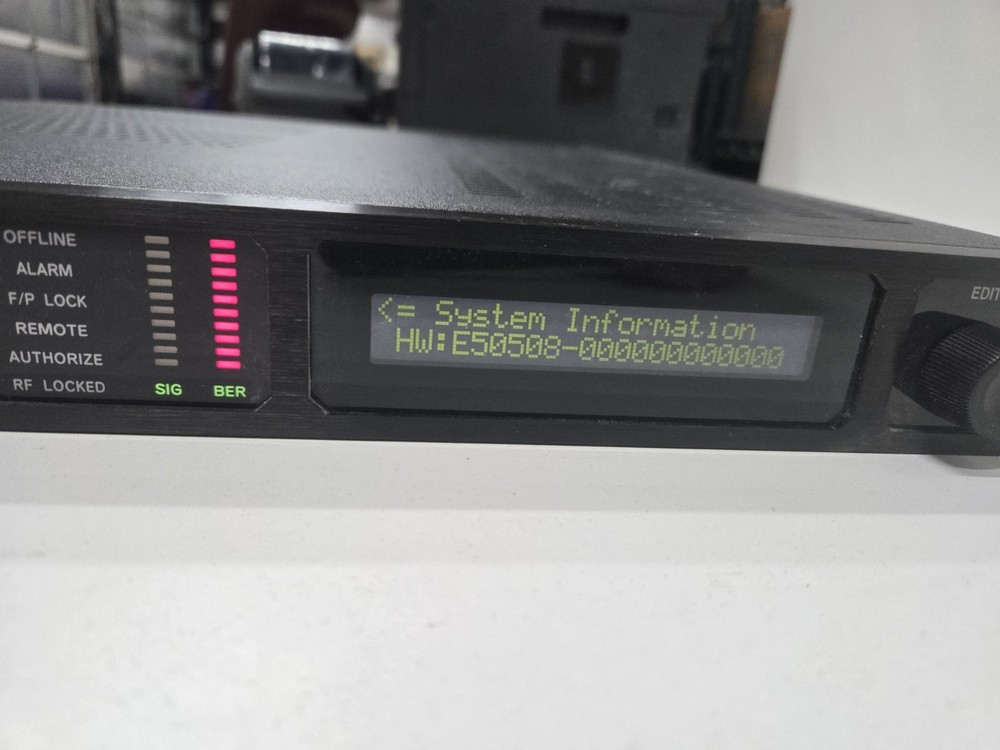 OFFLINE
ALARM
F/P LOCK
REMOTE
AUTHORIZE
RF LOCKED
SIG
BER
<= System Information
HW:E50508-000000000000
EDIT